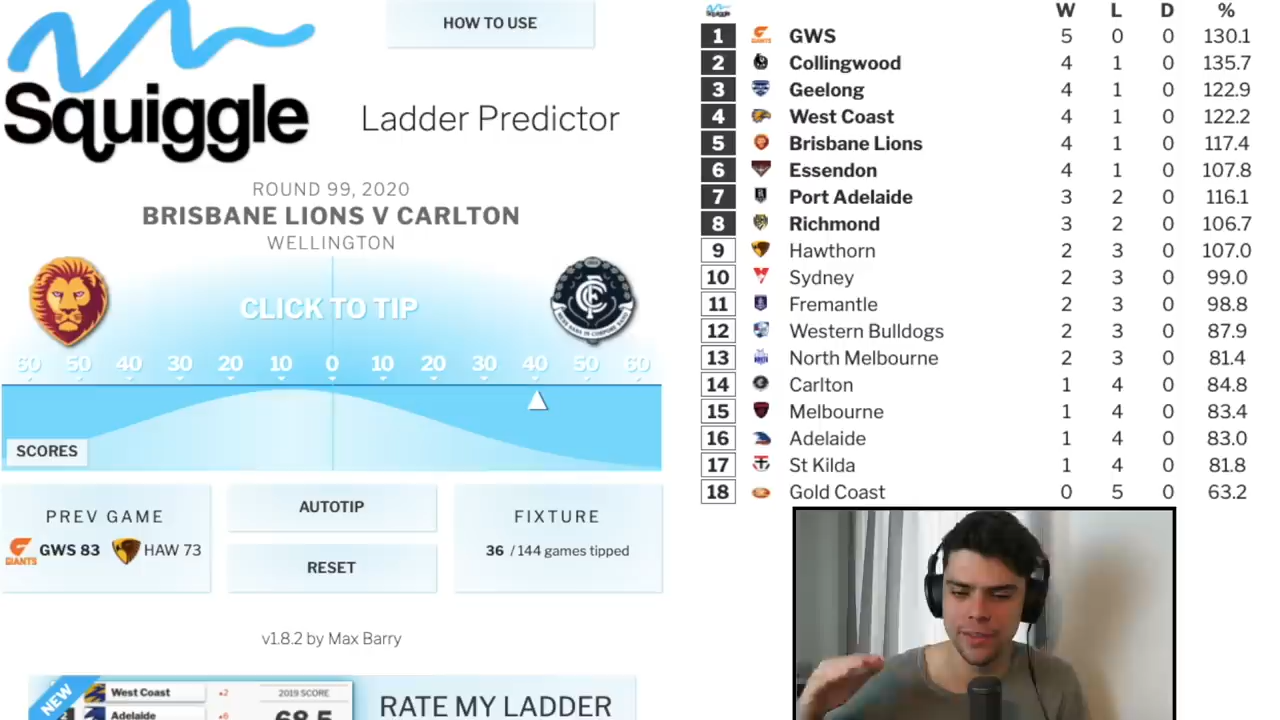 Squiggle
HOW TO USE
Ladder Predictor
ROUND 99, 2020
BRISBANE LIONS V CARLTON
WELLINGTON
CLICK TO TIP
60 50 40 30 20 10 0 10 20 30 40 50 60
SCORES
PREV GAME
GIANTS GWS 83 HAW 73
AUTOTIP
RESET
FIXTURE
36 / 144 games tipped
v1.8.2 by Max Barry
NEW
West Coast 2
Adelaide
2019 SCORE
68.5
RATE MY LADDER
W L D %
1 GWS 5 0 0 130.1
2 Collingwood 4 1 0 135.7
3 Geelong 4 1 0 122.9
4 West Coast 4 1 0 122.2
5 Brisbane Lions 4 1 0 117.4
6 Essendon 4 1 0 107.8
7 Port Adelaide 3 2 0 116.1
8 Richmond 3 2 0 106.7
9 Hawthorn 2 3 0 107.0
10 Sydney 2 3 0 99.0
11 Fremantle 2 3 0 98.8
12 Western Bulldogs 2 3 0 87.9
13 North Melbourne 2 3 0 81.4
14 Carlton 1 4 0 84.8
15 Melbourne 1 4 0 83.4
16 Adelaide 1 4 0 83.0
17 St Kilda 1 4 0 81.8
18 Gold Coast 0 5 0 63.2